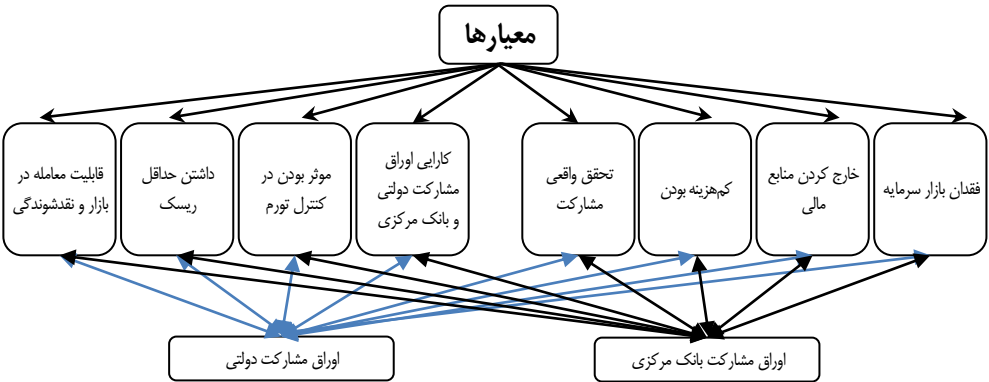 معیارها
فقدان بازار سرمایه
خارج کردن منابع
مالی
کم‌هزینه بودن
تحقق واقعی
مشارکت
کارایی اوراق
مشارکت دولتی
و بانک مرکزی
موثر بودن در
کنترل تورم
داشتن حداقل
ریسک
قابلیت معامله در
بازار و نقدشوندگی
اوراق مشارکت بانک مرکزی
اوراق مشارکت دولتی